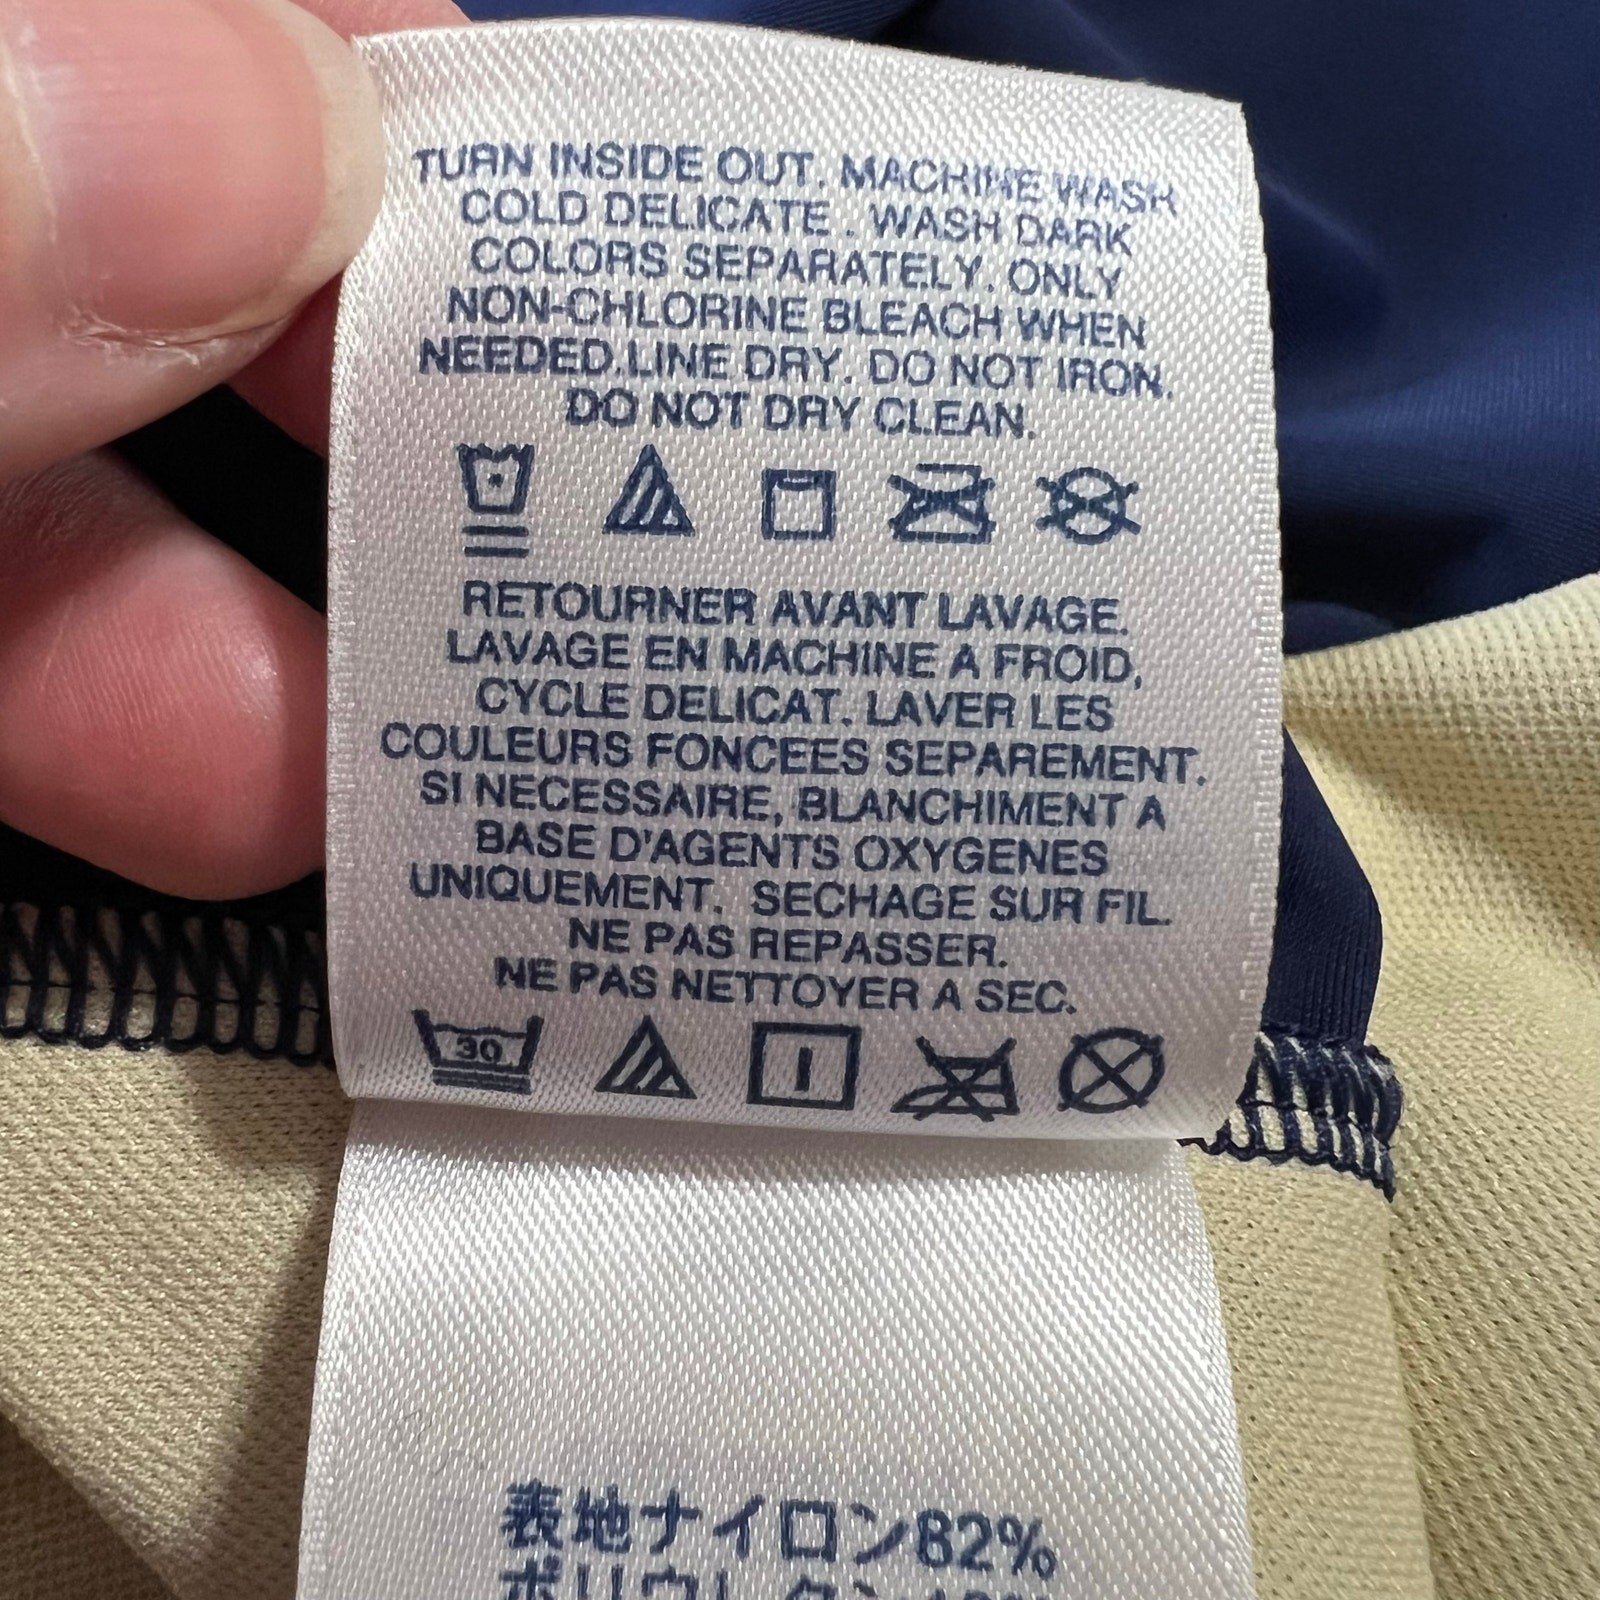 TURN INSIDE OUT. MACHINE WASH
COLD DELICATE . WASH DARK
COLORS SEPARATELY. ONLY
NON-CHLORINE BLEACH WHEN
NEEDED.LINE DRY. DO NOT IRON.
DO NOT DRY CLEAN.
RETOURNER AVANT LAVAGE.
LAVAGE EN MACHINE A FROID,
CYCLE DELICAT. LAVER LES
COULEURS FONCEES SEPAREMENT.
SI NECESSAIRE, BLANCHIMENT A
BASE D'AGENTS OXYGENES
UNIQUEMENT. SECHAGE SUR FIL.
NE PAS REPASSER.
NE PAS NETTOYER A SEC.
30
表地ナイロン82%